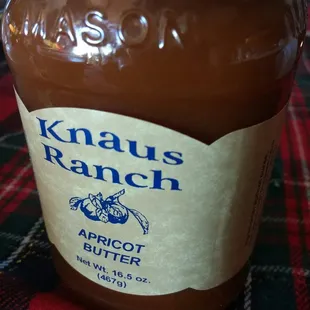 MASON
Knaus
Ranch
APRICOT
BUTTER
Net Wt. 16.5 oz.
(467g)